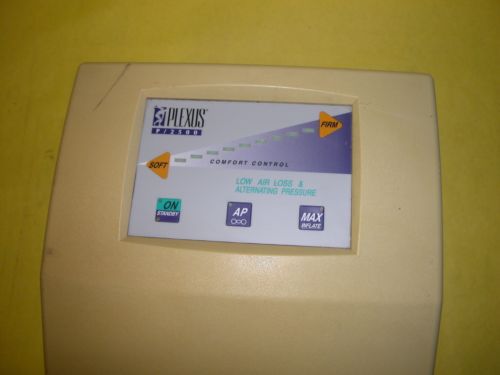 PLEXUS
P/2500
FIRM
SOFT
COMFORT CONTROL
LOW AIR LOSS &
ALTERNATING PRESSURE
ON
STANDBY
AP
MAX
INFLATE